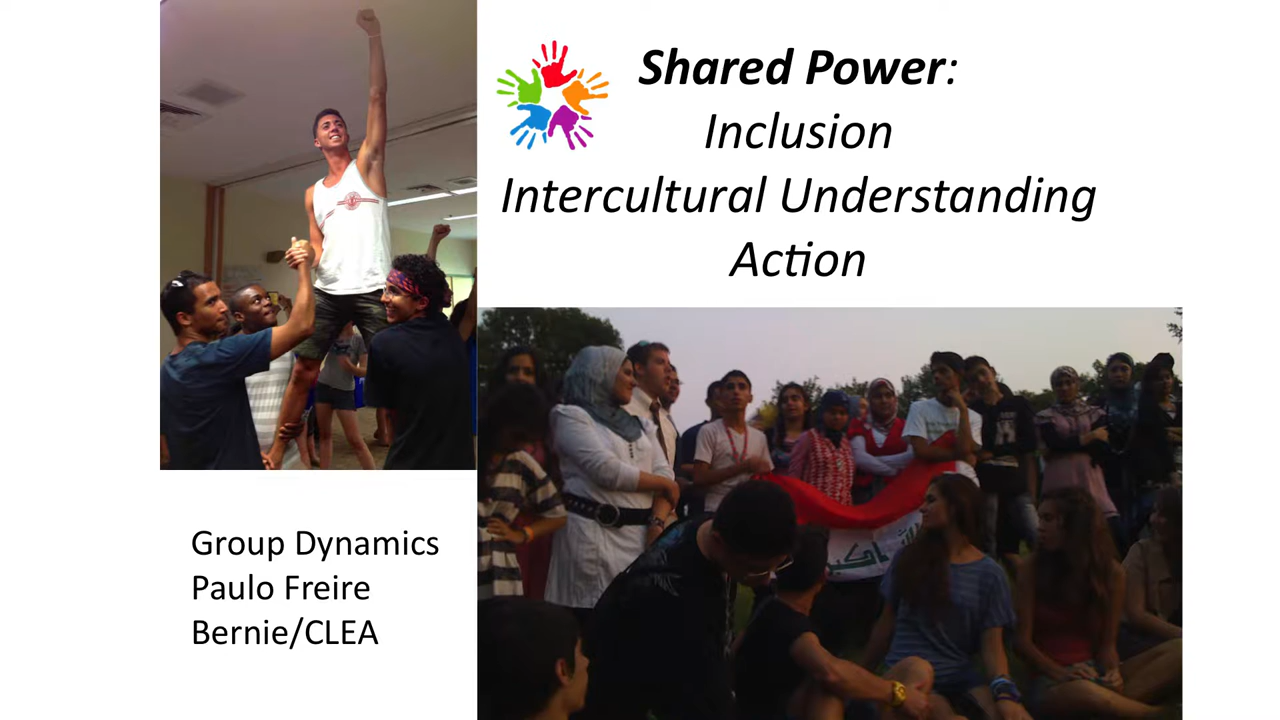 Shared Power:
Inclusion
Intercultural Understanding
Action
Group Dynamics
Paulo Freire
Bernie/CLEA